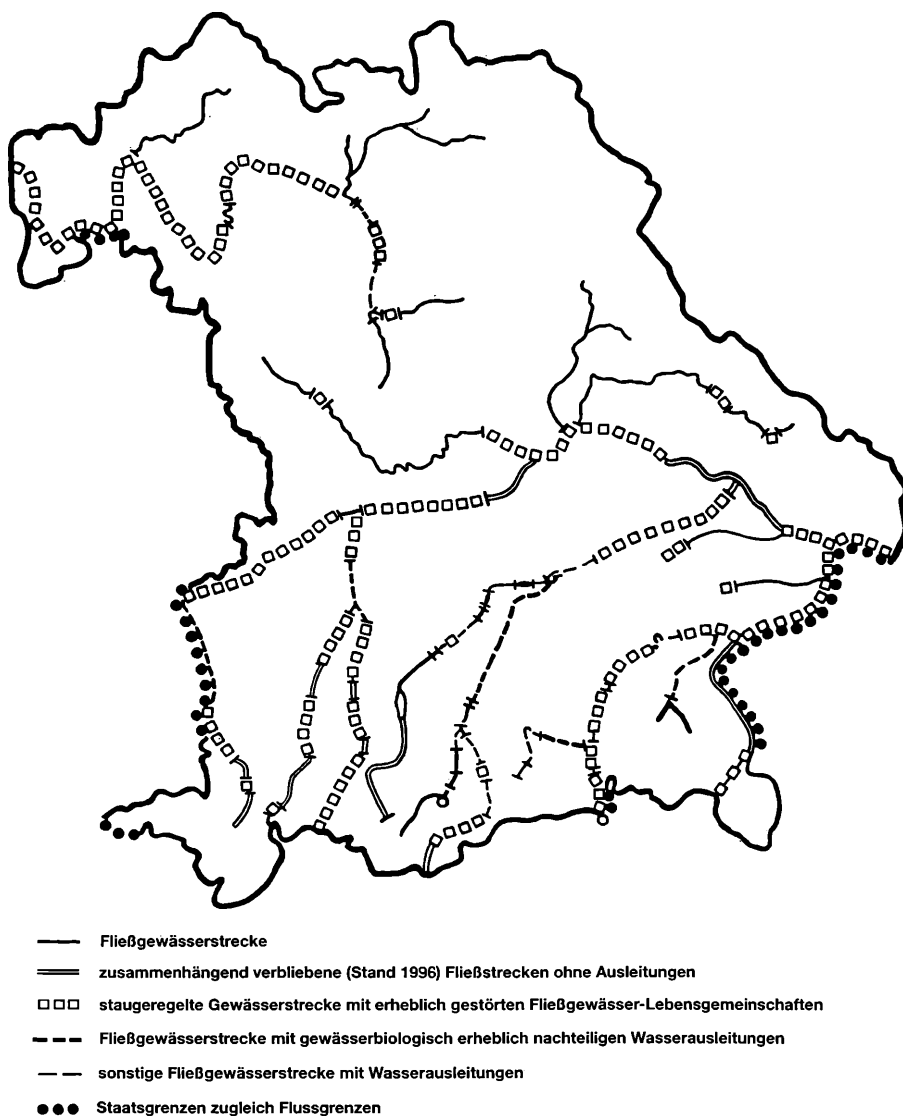 Fließgewässerstrecke
zusammenhängend verbliebene (Stand 1996) Fließstrecken ohne Ausleitungen
staugeregelte Gewässerstrecke mit erheblich gestörten Fließgewässer-Lebensgemeinschaften
Fließgewässerstrecke mit gewässerbiologisch erheblich nachteiligen Wasserausleitungen
sonstige Fließgewässerstrecke mit Wasserausleitungen
Staatsgrenzen zugleich Flussgrenzen